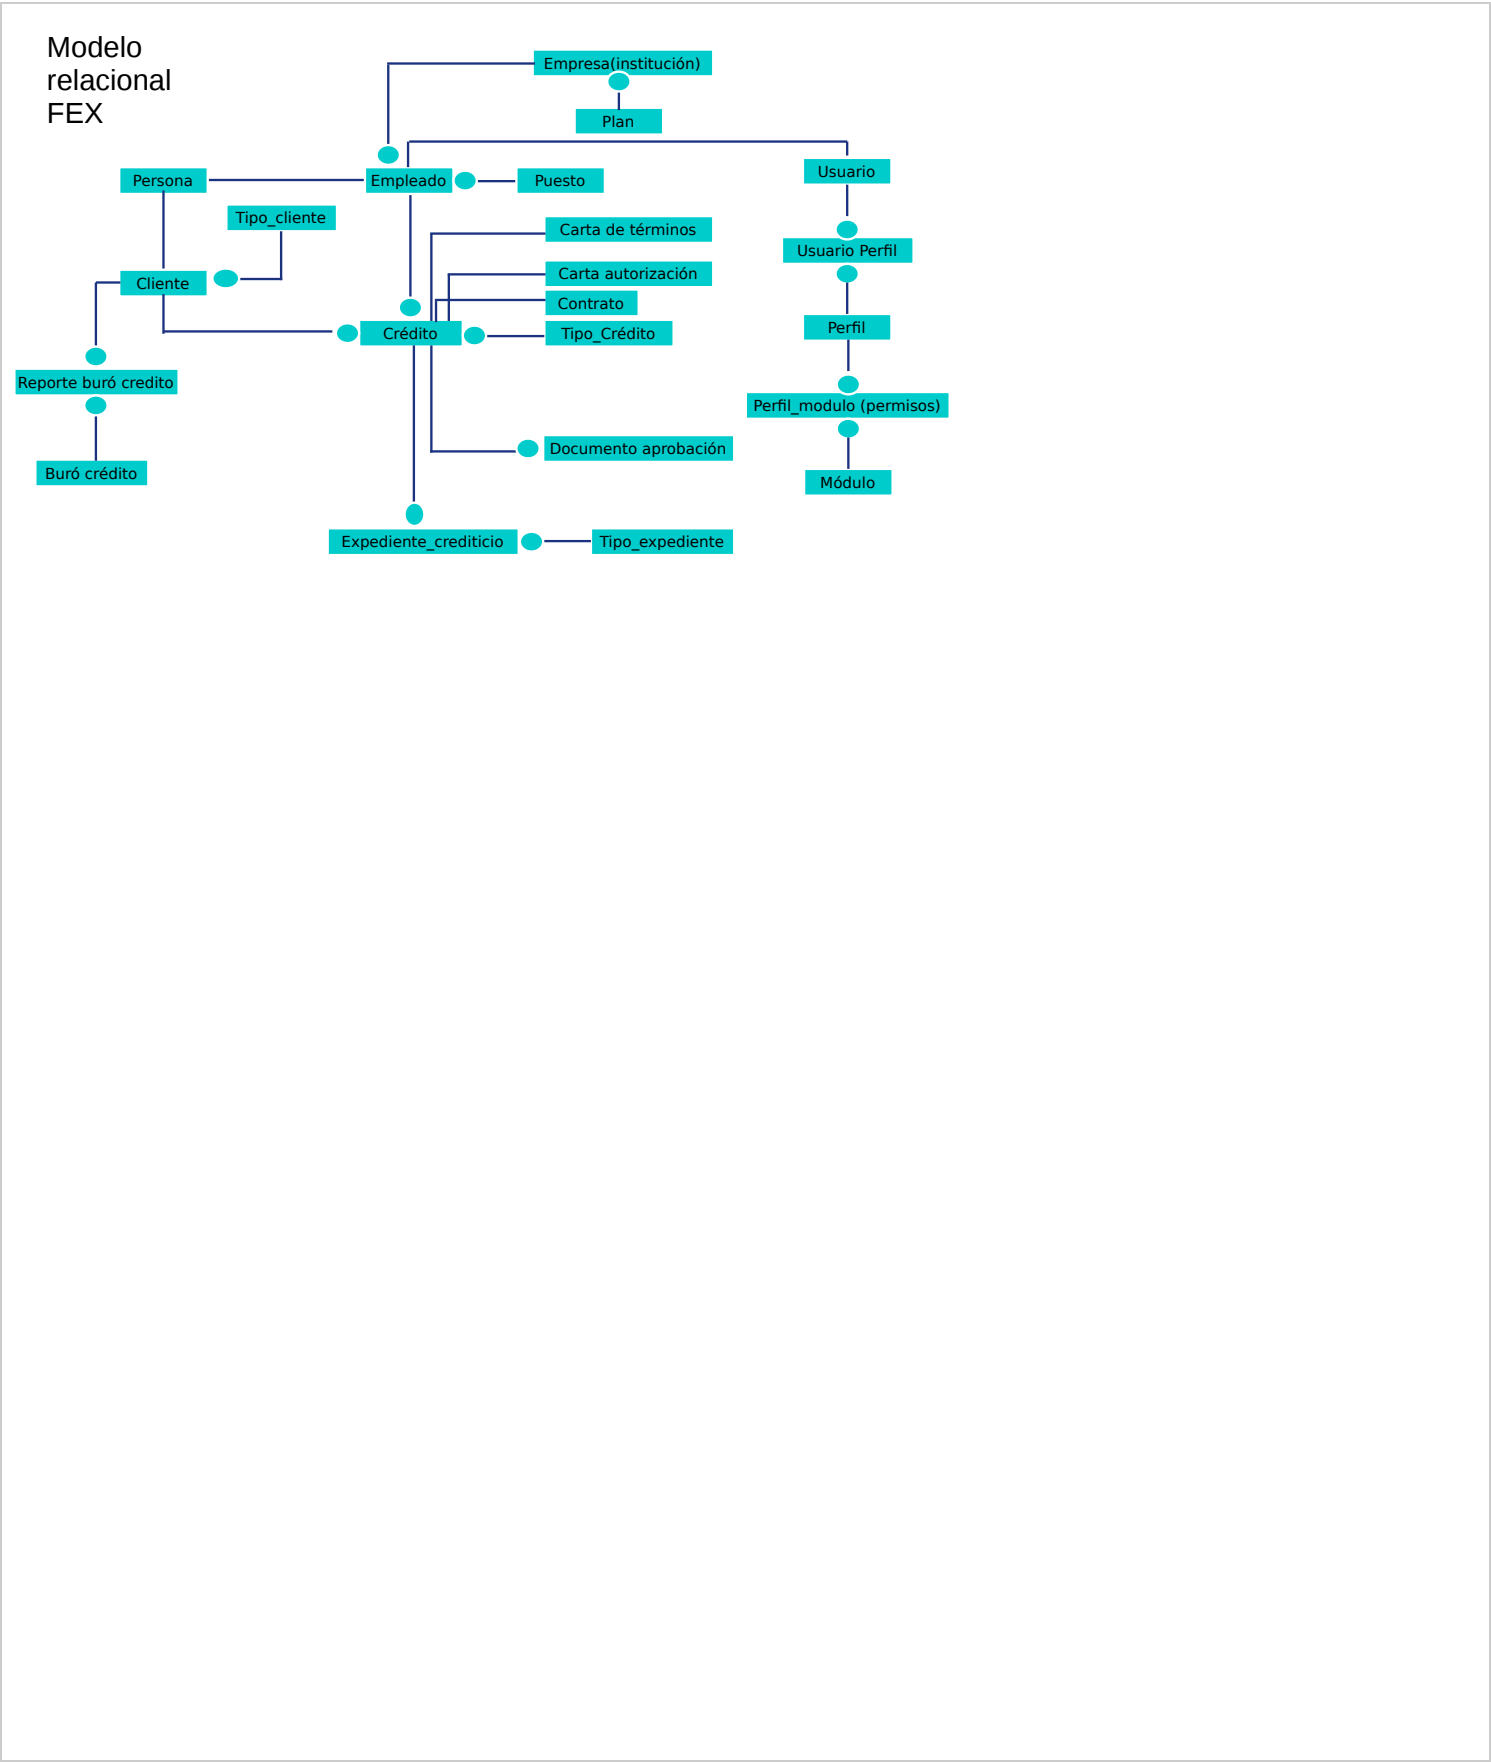 Modelo
relacional
FEX
Empresa(institución)
Plan
Persona
Empleado
Puesto
Usuario
Tipo_cliente
Carta de términos
Usuario Perfil
Carta autorización
Cliente
Contrato
Crédito
Tipo_Crédito
Perfil
Reporte buró credito
Perfil_modulo (permisos)
Documento aprobación
Buró crédito
Módulo
Expediente_crediticio
Tipo_expediente